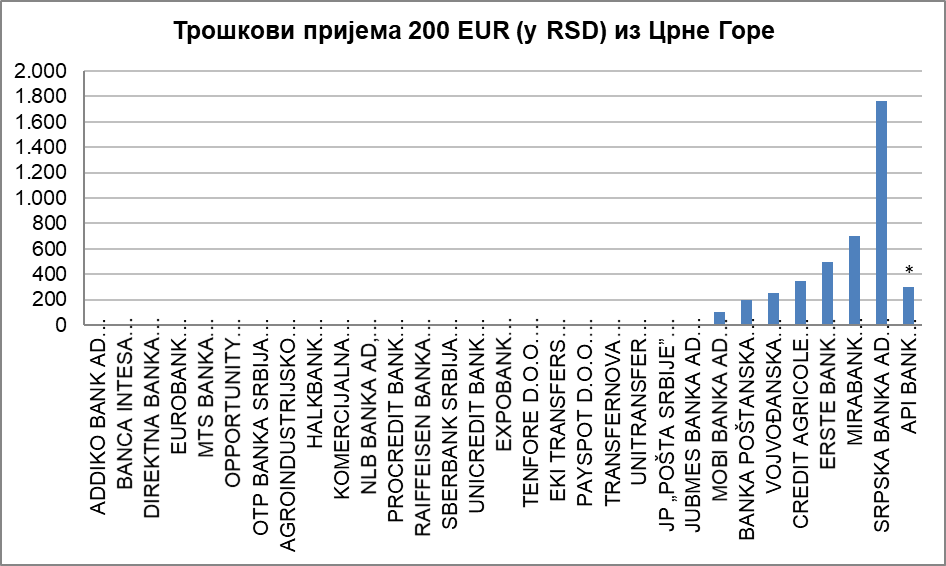 Трошкови пријема 200 EUR (у RSD) из Црне Горе
2.000
1.800
1.600
1.400
1.200
1.000
800
600
400
200
0
*
ADDIKO BANK AD…
BANCA INTESA…
DIREKTNA BANKA…
EUROBANK…
MTS BANKA…
OPPORTUNITY…
OTP BANKA SRBIJA…
AGROINDUSTRIJSKO…
HALKBANK…
KOMERCIJALNA…
NLB BANKA AD,…
PROCREDIT BANK…
RAIFFEISEN BANKA…
SBERBANK SRBIJA…
UNICREDIT BANK…
EXPOBANK…
TENFORE D.O.O.…
EKI TRANSFERS…
PAYSPOT D.O.O.…
TRANSFERNOVA…
UNITRANSFER…
JP „POŠTA SRBIJE”…
JUBMES BANKA AD…
MOBI BANKA AD…
BANKA POŠTANSKA…
VOJVOĐANSKA…
CREDIT AGRICOLE…
ERSTE BANK…
MIRABANK…
SRPSKA BANKA AD…
API BANK…